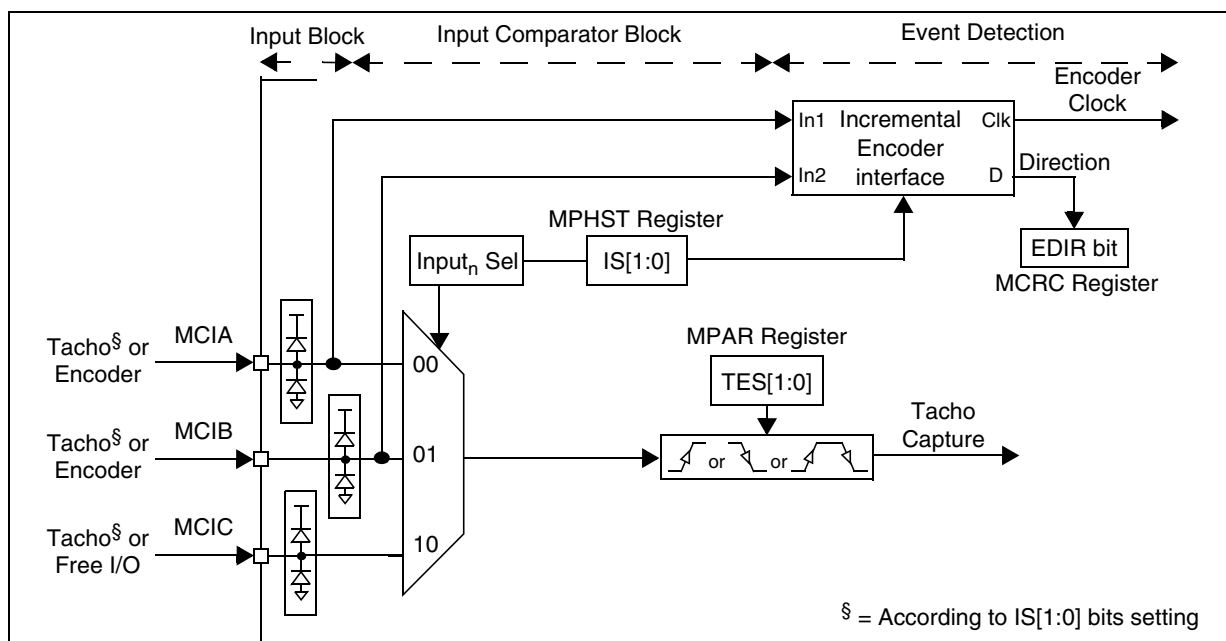 Input Block
Input Comparator Block
Event Detection
Encoder
Clock
In1
Incremental
Encoder
interface
Clk
In2
D
Direction
MPHST Register
Inputₙ Sel
IS[1:0]
EDIR bit
MCRC Register
Tacho§ or
Encoder
MCIA
00
MPAR Register
TES[1:0]
Tacho§ or
Encoder
MCIB
01
or
or
Tacho
Capture
Tacho§ or
Free I/O
MCIC
10
§ = According to IS[1:0] bits setting